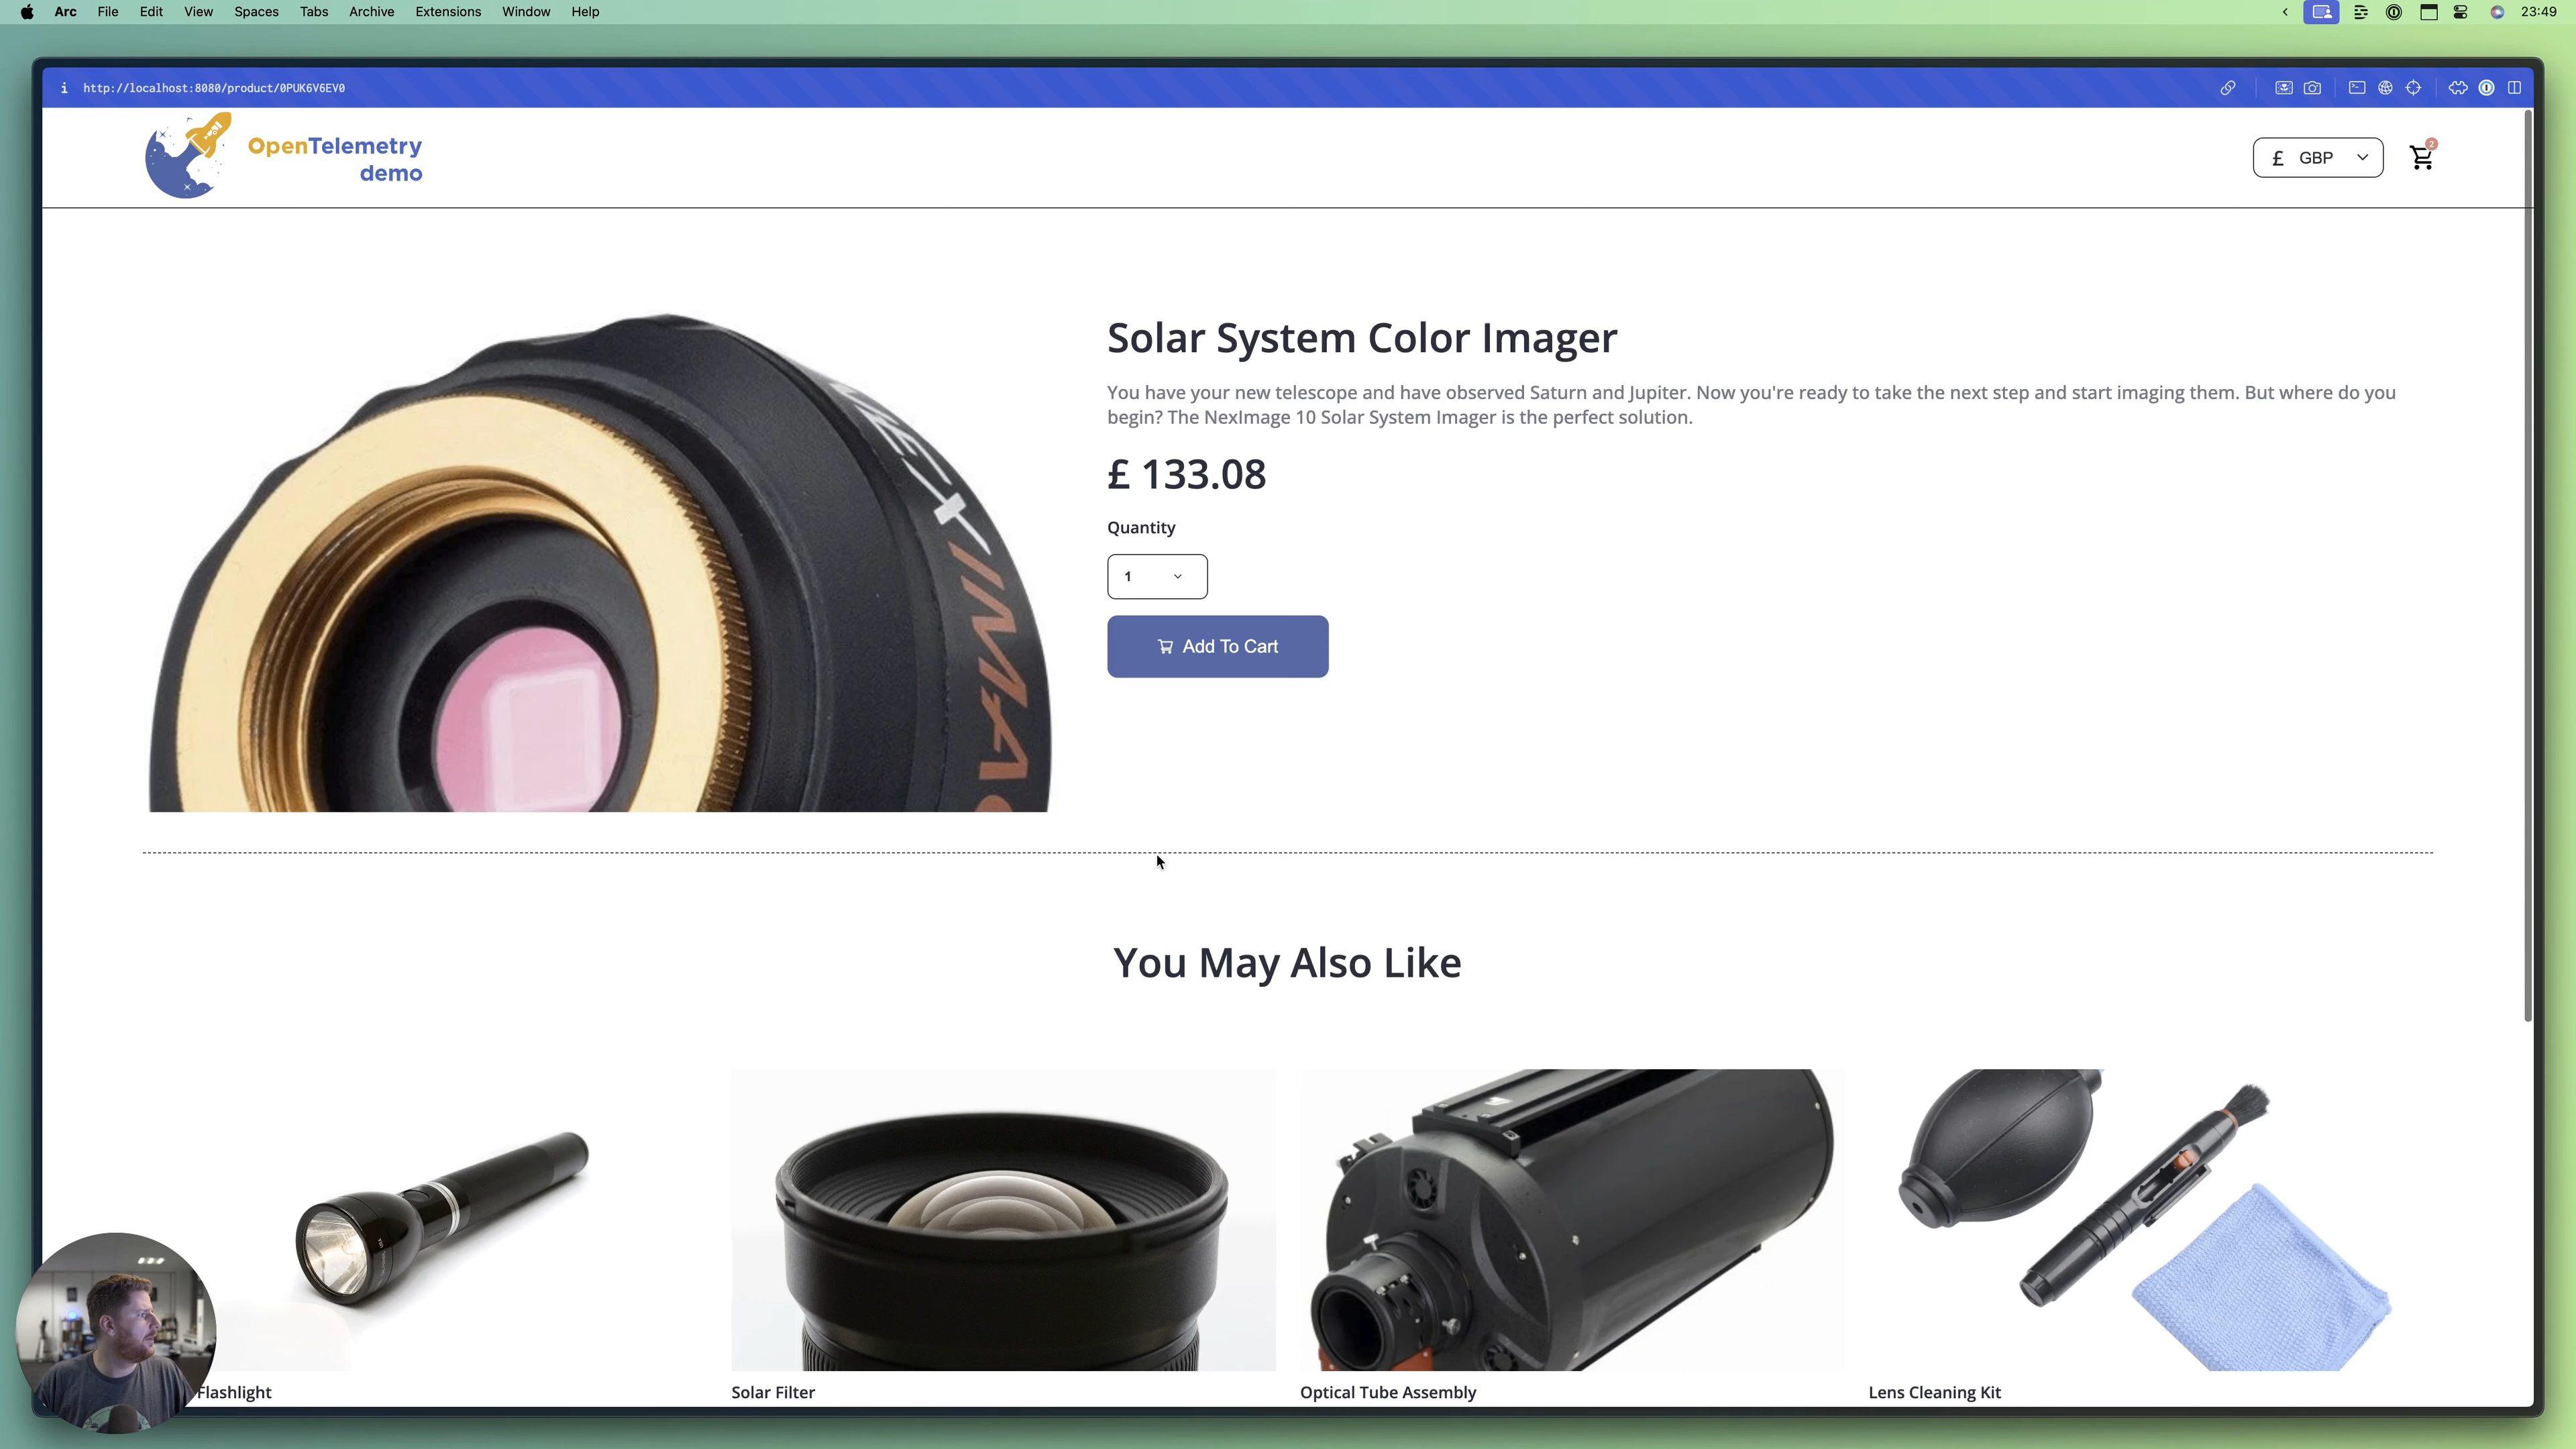 Arc File Edit View Spaces Tabs Archive Extensions Window Help
23:49
http://localhost:8080/product/0PUK6V6EV0
OpenTelemetry
demo
£ GBP
2
Solar System Color Imager
You have your new telescope and have observed Saturn and Jupiter. Now you're ready to take the next step and start imaging them. But where do you
begin? The NexImage 10 Solar System Imager is the perfect solution.
£ 133.08
Quantity
1
Add To Cart
You May Also Like
Flashlight
Solar Filter
Optical Tube Assembly
Lens Cleaning Kit